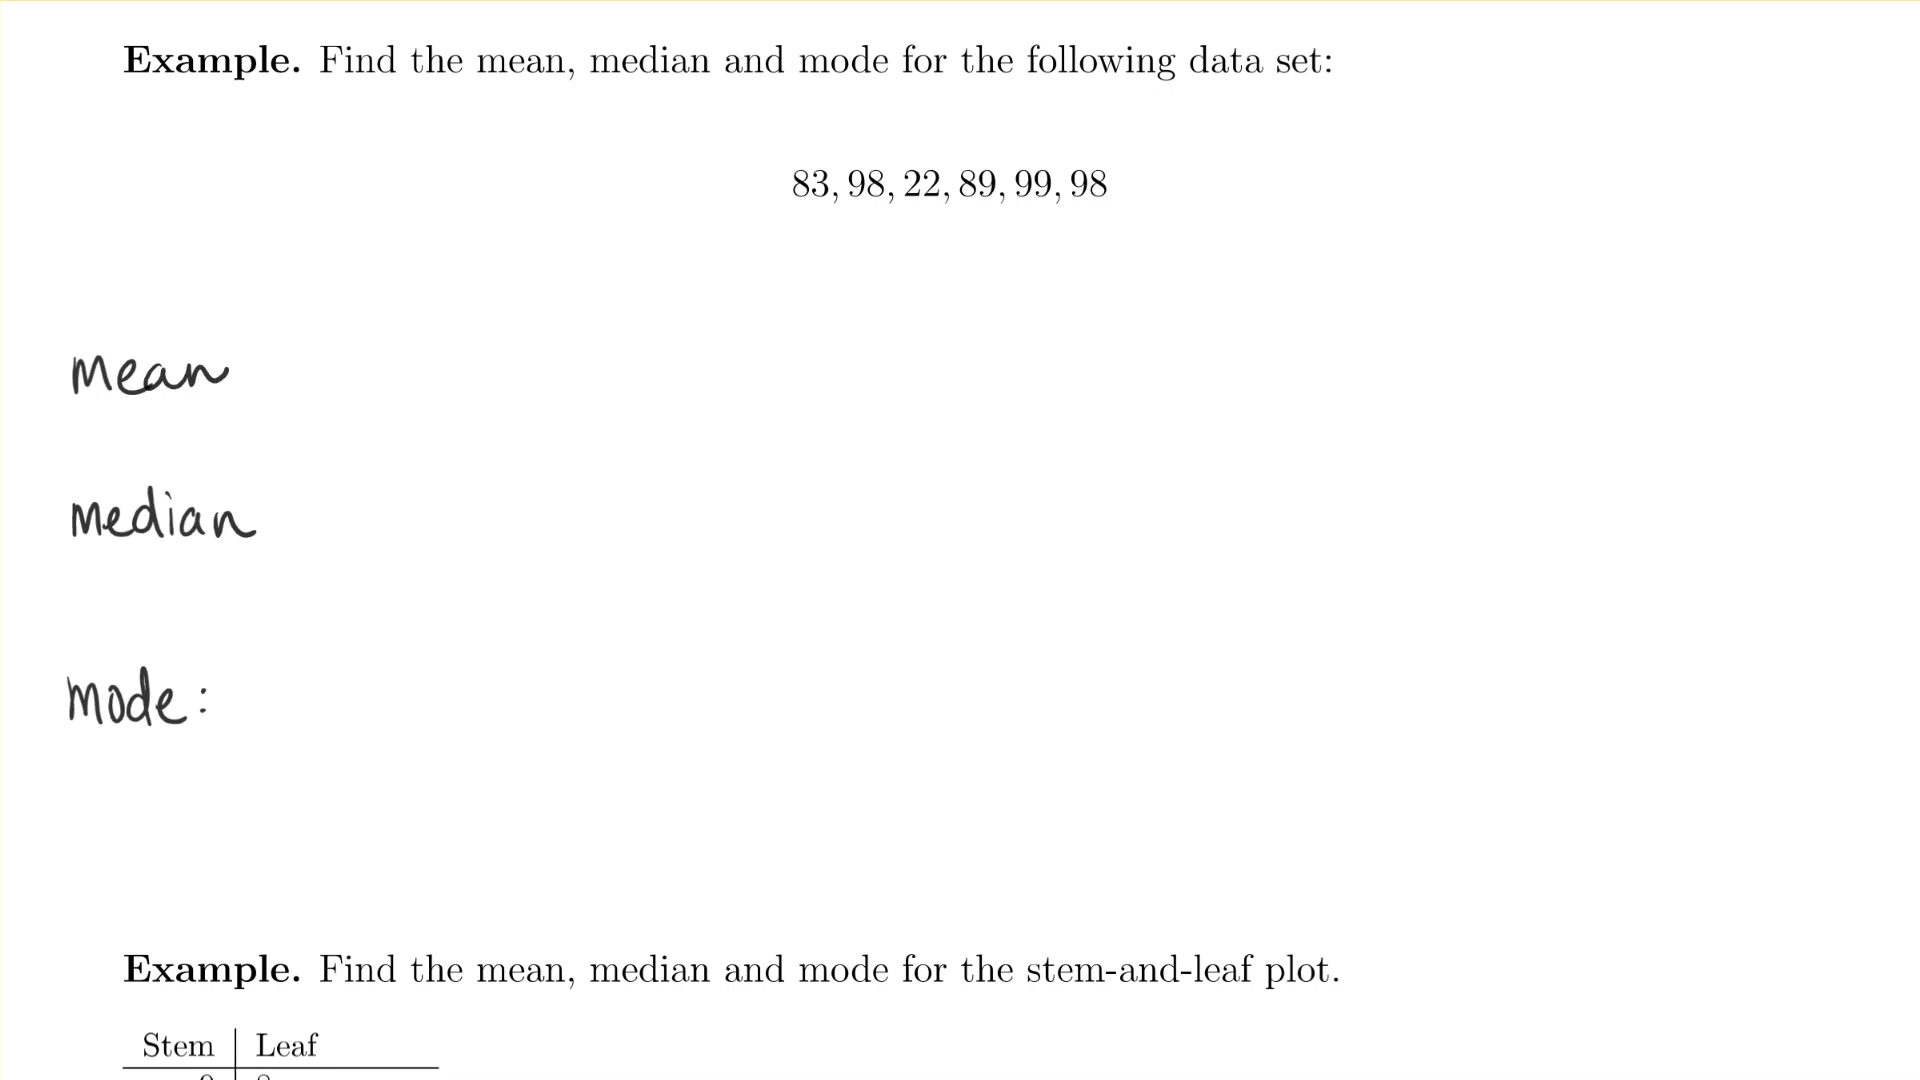 Example. Find the mean, median and mode for the following data set:
83, 98, 22, 89, 99, 98
mean
median
mode:
Example. Find the mean, median and mode for the stem-and-leaf plot.
Stem Leaf